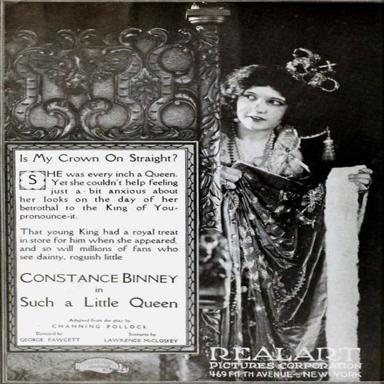 Is My Crown On Straight?
SHE was every inch a Queen.
Yet she couldn't help feeling
just a bit anxious about
her looks on the day of her
betrothal to the King of You-
pronounce-it.
That young King had a royal treat
in store for him when she appeared,
and so will millions of fans who
see dainty, roguish little
CONSTANCE BINNEY
in
Such a Little Queen
Adapted from the play by
CHANNING POLLOCK
Directed by
GEORGE FAWCETT
Scenario by
LAWRENCE McCLOSKEY
REALART
PICTURES CORPORATION
469 FIFTH AVENUE~NEW YORK